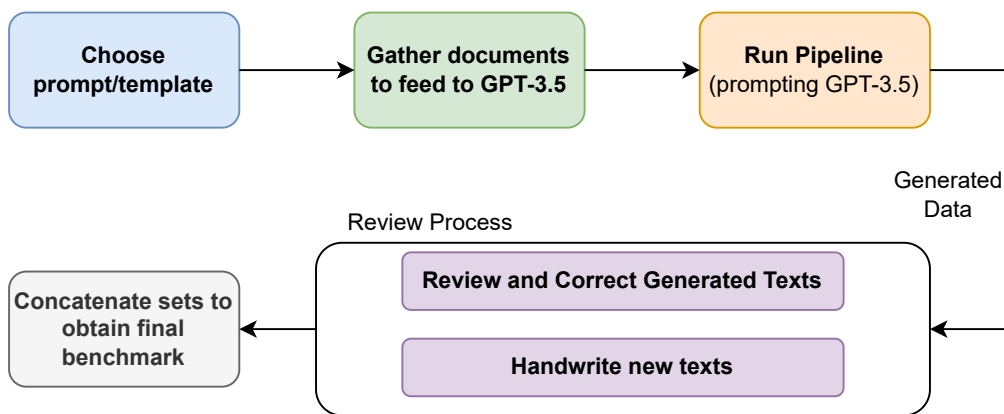 Choose
prompt/template
Gather documents
to feed to GPT-3.5
Run Pipeline
(prompting GPT-3.5)
Generated
Data
Review Process
Review and Correct Generated Texts
Handwrite new texts
Concatenate sets to
obtain final
benchmark